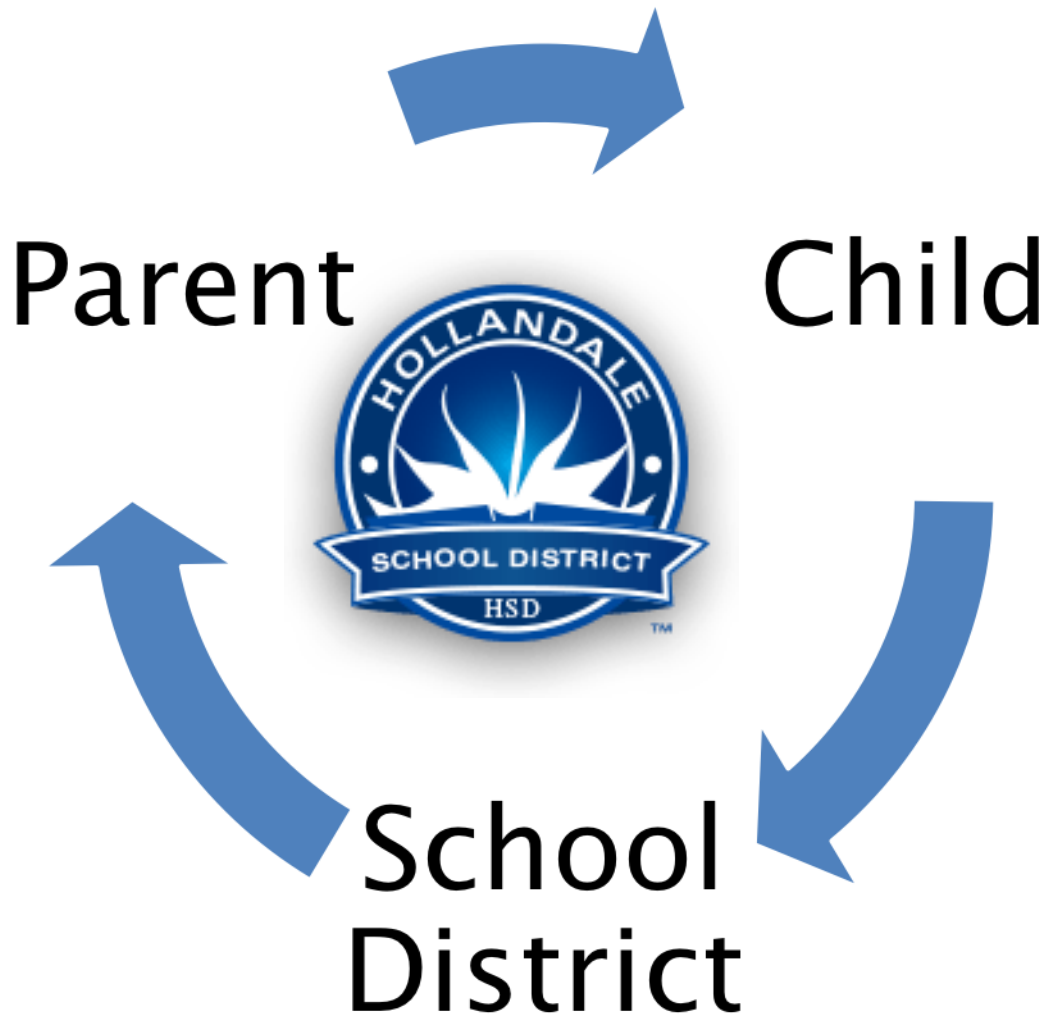 Parent
Child
HOLLANDALE
SCHOOL DISTRICT
HSD
TM
School
District